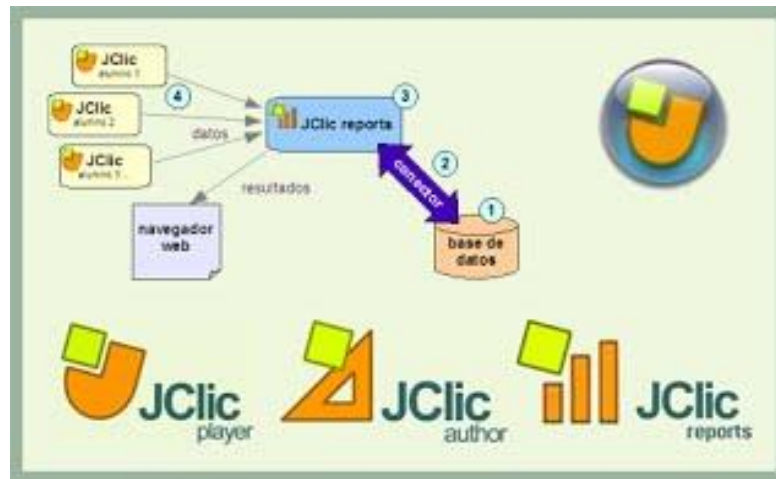 JClic
alumno 1
JClic
alumno 2
JClic
4
datos
3
JClic reports
2
conector
1
base de
datos
resultados
navegador
web
JClic
player
JClic
author
JClic
reports